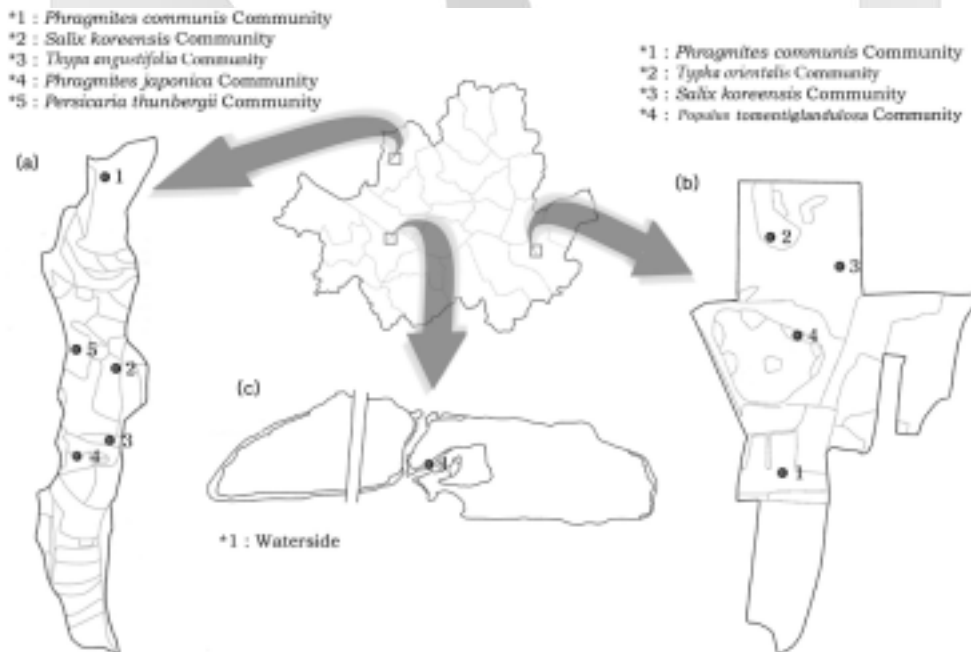 *1 : Phragmites communis Community
*2 : Salix koreensis Community
*3 : Thypa angustifolia Community
*4 : Phragmites japonica Community
*5 : Persicaria thunbergii Community
*1 : Phragmites communis Community
*2 : Typha orientalis Community
*3 : Salix koreensis Community
*4 : Populus tomentiglandulosa Community
(a)
1
5
2
3
4
(b)
2
3
4
1
(c)
1
*1 : Waterside